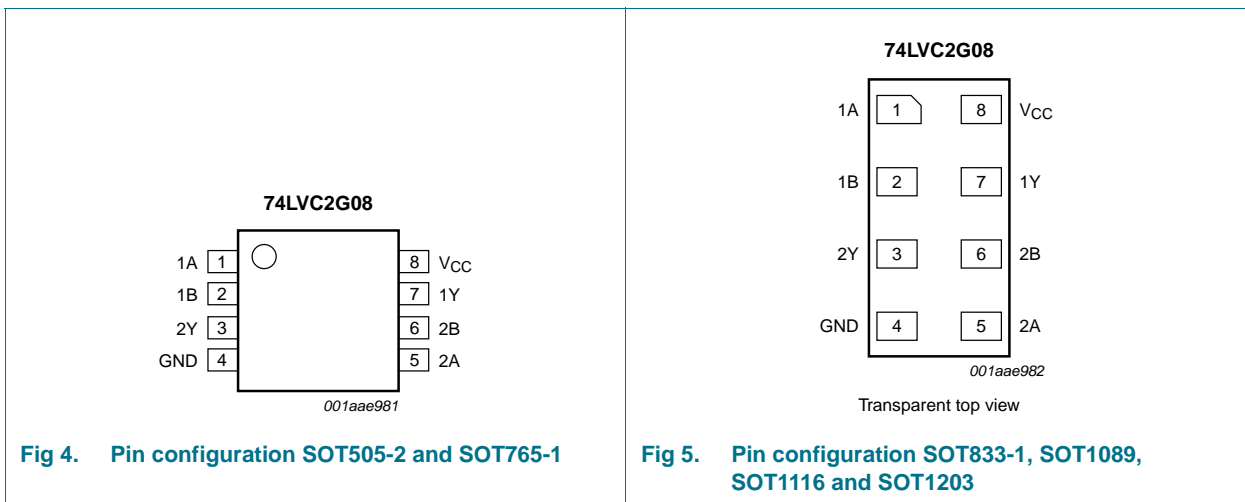 74LVC2G08
1A 1 8 VCC
1B 2 7 1Y
2Y 3 6 2B
GND 4 5 2A
001aae981
Fig 4. Pin configuration SOT505-2 and SOT765-1
74LVC2G08
1A 1 8 VCC
1B 2 7 1Y
2Y 3 6 2B
GND 4 5 2A
001aae982
Transparent top view
Fig 5. Pin configuration SOT833-1, SOT1089,
SOT1116 and SOT1203